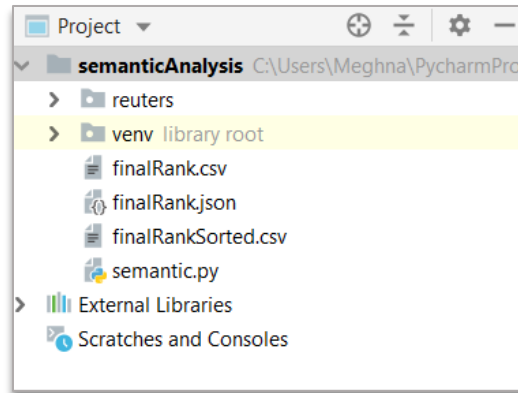 Project
semanticAnalysis C:\Users\Meghna\PycharmPro
reuters
venv library root
finalRank.csv
finalRank.json
finalRankSorted.csv
semantic.py
External Libraries
Scratches and Consoles